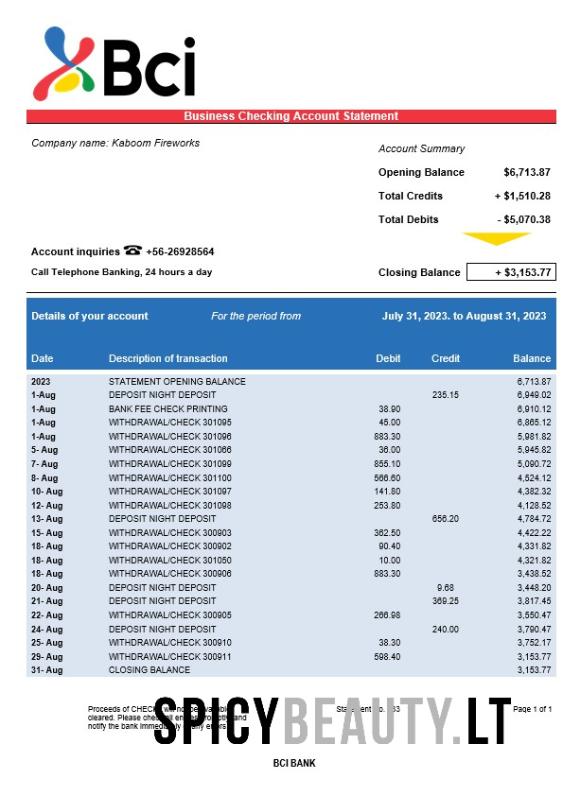 Bci
Business Checking Account Statement
Company name: Kaboom Fireworks
Account Summary
Opening Balance $6,713.87
Total Credits + $1,510.28
Total Debits - $5,070.38
Account inquiries ☎ +56-26928564
Call Telephone Banking, 24 hours a day
Closing Balance + $3,153.77
Details of your account For the period from July 31, 2023. to August 31, 2023
Date Description of transaction Debit Credit Balance
2023 STATEMENT OPENING BALANCE 6,713.87
1-Aug DEPOSIT NIGHT DEPOSIT 235.15 6,949.02
1-Aug BANK FEE CHECK PRINTING 38.90 6,910.12
1-Aug WITHDRAWAL/CHECK 301095 45.00 6,865.12
1-Aug WITHDRAWAL/CHECK 301096 883.30 5,981.82
5- Aug WITHDRAWAL/CHECK 301066 36.00 5,945.82
7- Aug WITHDRAWAL/CHECK 301099 855.10 5,090.72
8- Aug WITHDRAWAL/CHECK 301100 566.60 4,524.12
10- Aug WITHDRAWAL/CHECK 301097 141.80 4,382.32
12- Aug WITHDRAWAL/CHECK 301098 253.80 4,128.52
13- Aug DEPOSIT NIGHT DEPOSIT 656.20 4,784.72
15- Aug WITHDRAWAL/CHECK 300903 362.50 4,422.22
18- Aug WITHDRAWAL/CHECK 300902 90.40 4,331.82
18- Aug WITHDRAWAL/CHECK 301050 10.00 4,321.82
18- Aug WITHDRAWAL/CHECK 300906 883.30 3,438.52
20- Aug DEPOSIT NIGHT DEPOSIT 9.68 3,448.20
21- Aug DEPOSIT NIGHT DEPOSIT 369.25 3,817.45
22- Aug WITHDRAWAL/CHECK 300905 266.98 3,550.47
24- Aug DEPOSIT NIGHT DEPOSIT 240.00 3,790.47
25- Aug WITHDRAWAL/CHECK 300910 38.30 3,752.17
29- Aug WITHDRAWAL/CHECK 300911 598.40 3,153.77
31- Aug CLOSING BALANCE 3,153.77
Proceeds of Page 1 of 1
cleared. Please and
notify the bank
SPICYBEAUTY.LT
BCI BANK